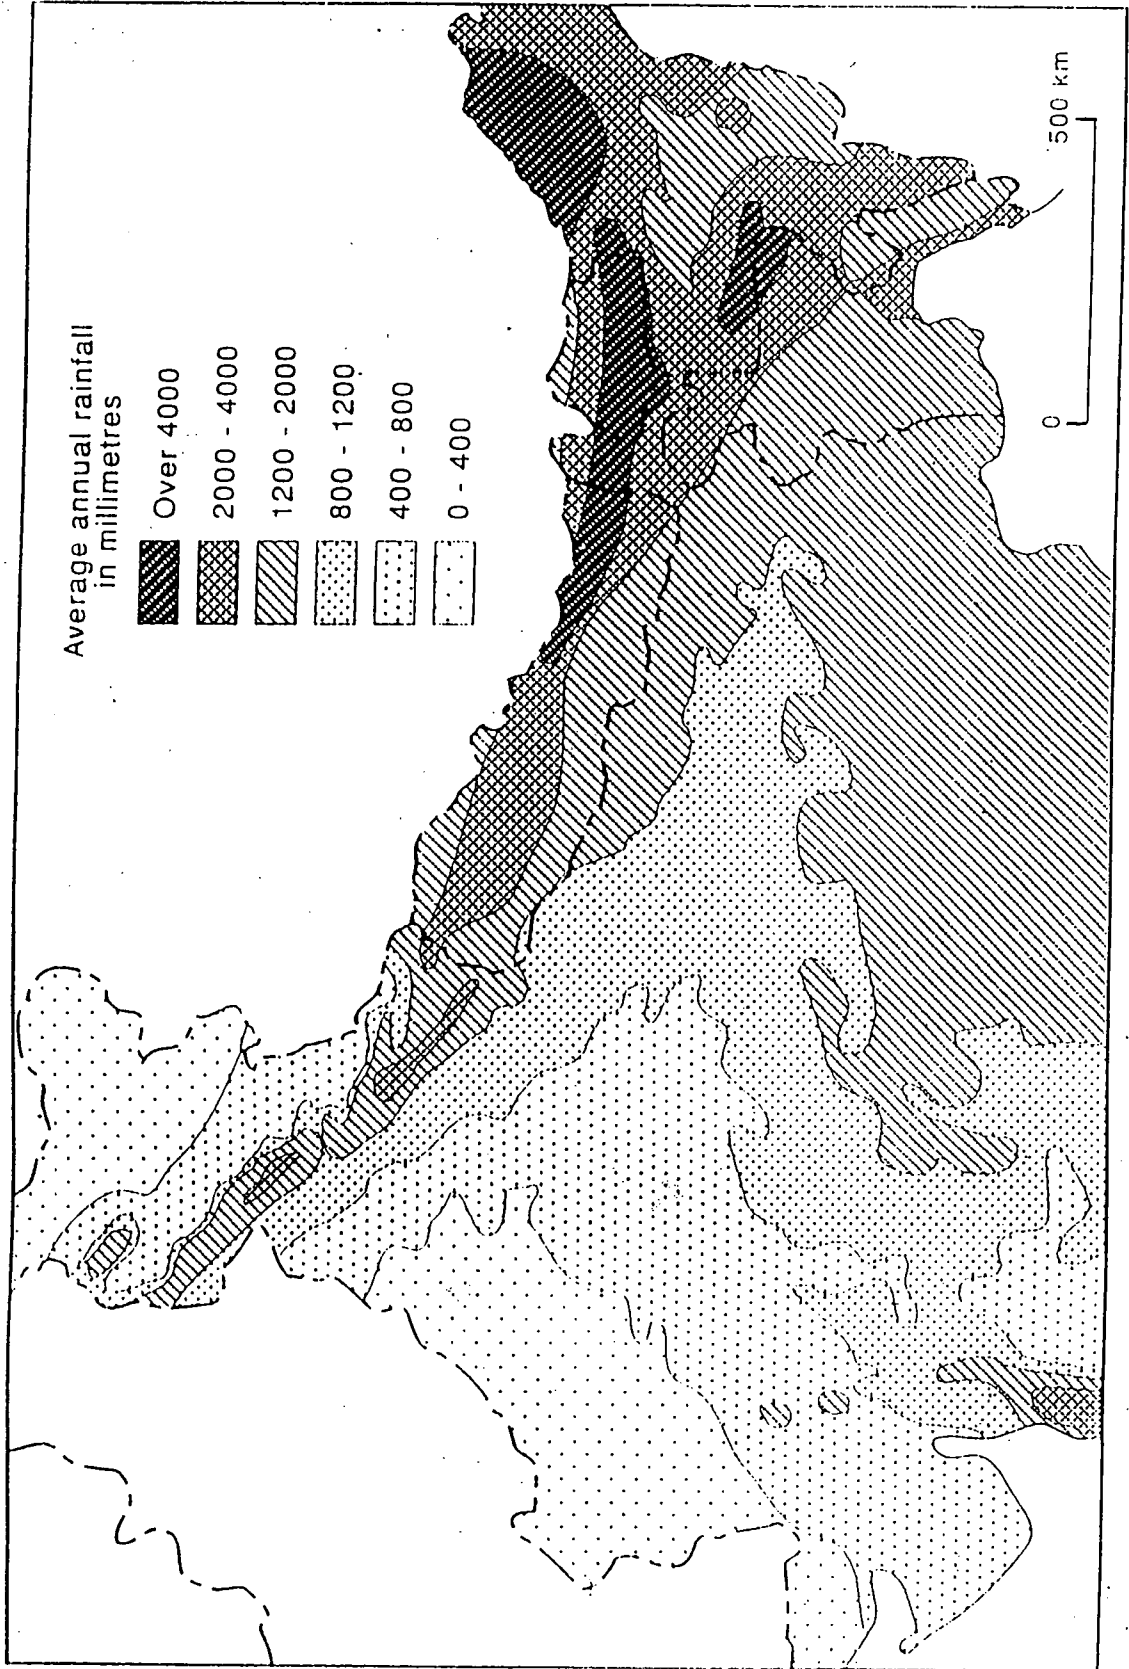 Average annual rainfall
in millimetres
Over 4000
2000 - 4000
1200 - 2000
800 - 1200
400 - 800
0 - 400
0 500 km